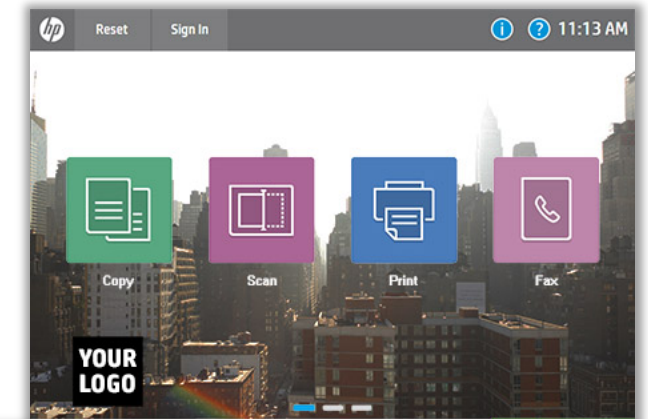 hp
Reset
Sign In
i
?
11:13 AM
Copy
Scan
Print
Fax
YOUR
LOGO